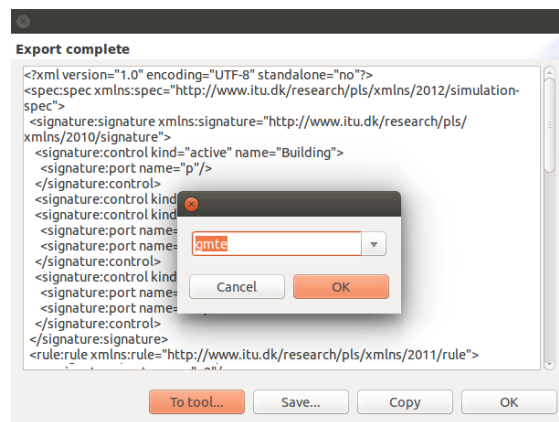 Export complete
<?xml version="1.0" encoding="UTF-8" standalone="no"?>
<spec:spec xmlns:spec="http://www.itu.dk/research/pls/xmlns/2012/simulation-
spec">
<signature:signature xmlns:signature="http://www.itu.dk/research/pls/
xmlns/2010/signature">
<signature:control kind="active" name="Building">
<signature:port name="p"/>
</signature:control>
<signature:control kind
<signature:control kind
<signature:port name=
<signature:port name=
</signature:control>
<signature:control kind
<signature:port name=
<signature:port name=
</signature:control>
</signature:signature>
<rule:rule xmlns:rule="http://www.itu.dk/research/pls/xmlns/2011/rule">
gmte
Cancel OK
To tool... Save... Copy OK